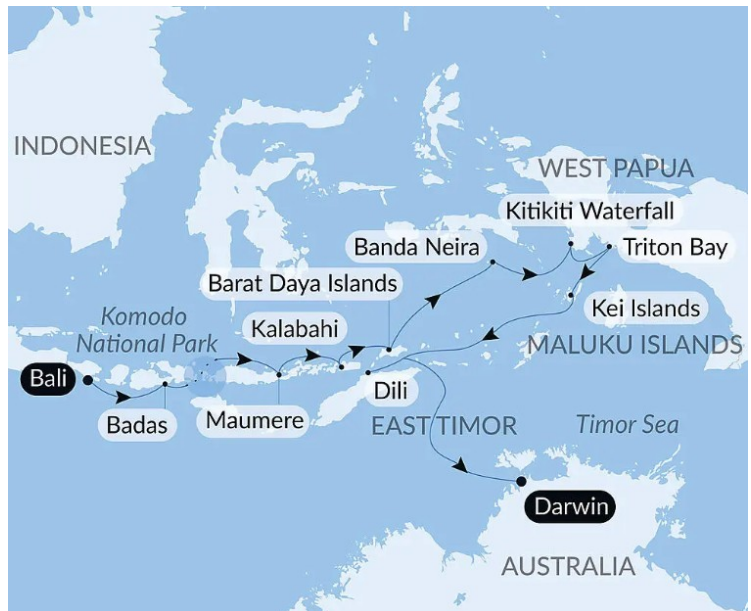 INDONESIA
WEST PAPUA
Kitikiti Waterfall
Banda Neira
Triton Bay
Barat Daya Islands
Komodo
National Park
Kalabahi
Kei Islands
MALUKU ISLANDS
Bali
Badas
Maumere
Dili
EAST TIMOR
Timor Sea
Darwin
AUSTRALIA